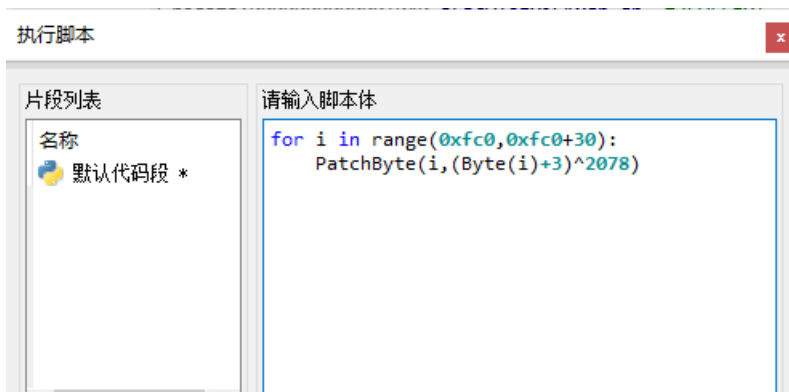 执行脚本
x
片段列表
请输入脚本体
名称
默认代码段 *
for i in range(0xfc0,0xfc0+30):
    PatchByte(i,(Byte(i)+3)^2078)